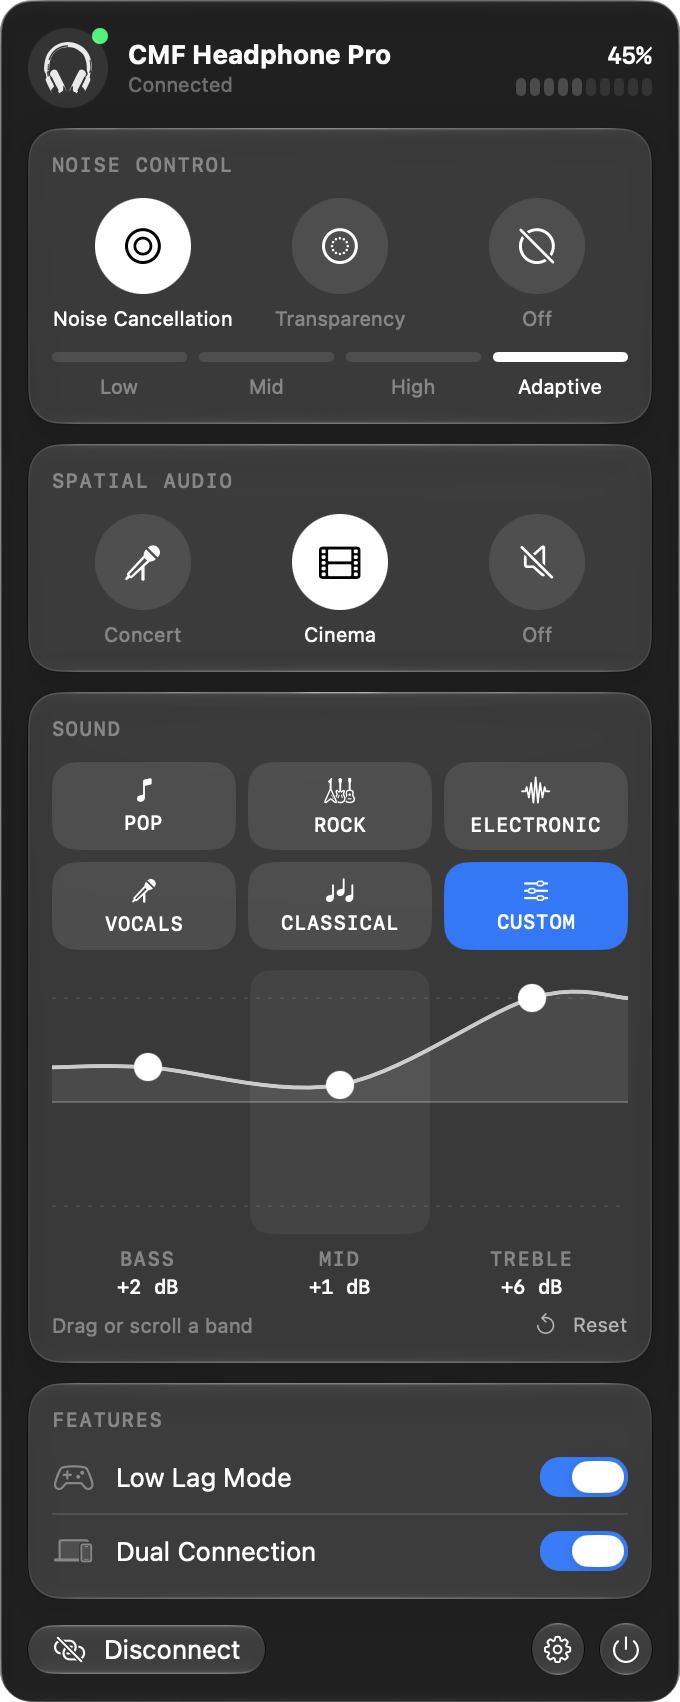 CMF Headphone Pro
45%
Connected
NOISE CONTROL
Noise Cancellation
Transparency
Off
Low
Mid
High
Adaptive
SPATIAL AUDIO
Concert
Cinema
Off
SOUND
POP
ROCK
ELECTRONIC
VOCALS
CLASSICAL
CUSTOM
BASS
MID
TREBLE
+2 dB
+1 dB
+6 dB
Drag or scroll a band
Reset
FEATURES
Low Lag Mode
Dual Connection
Disconnect